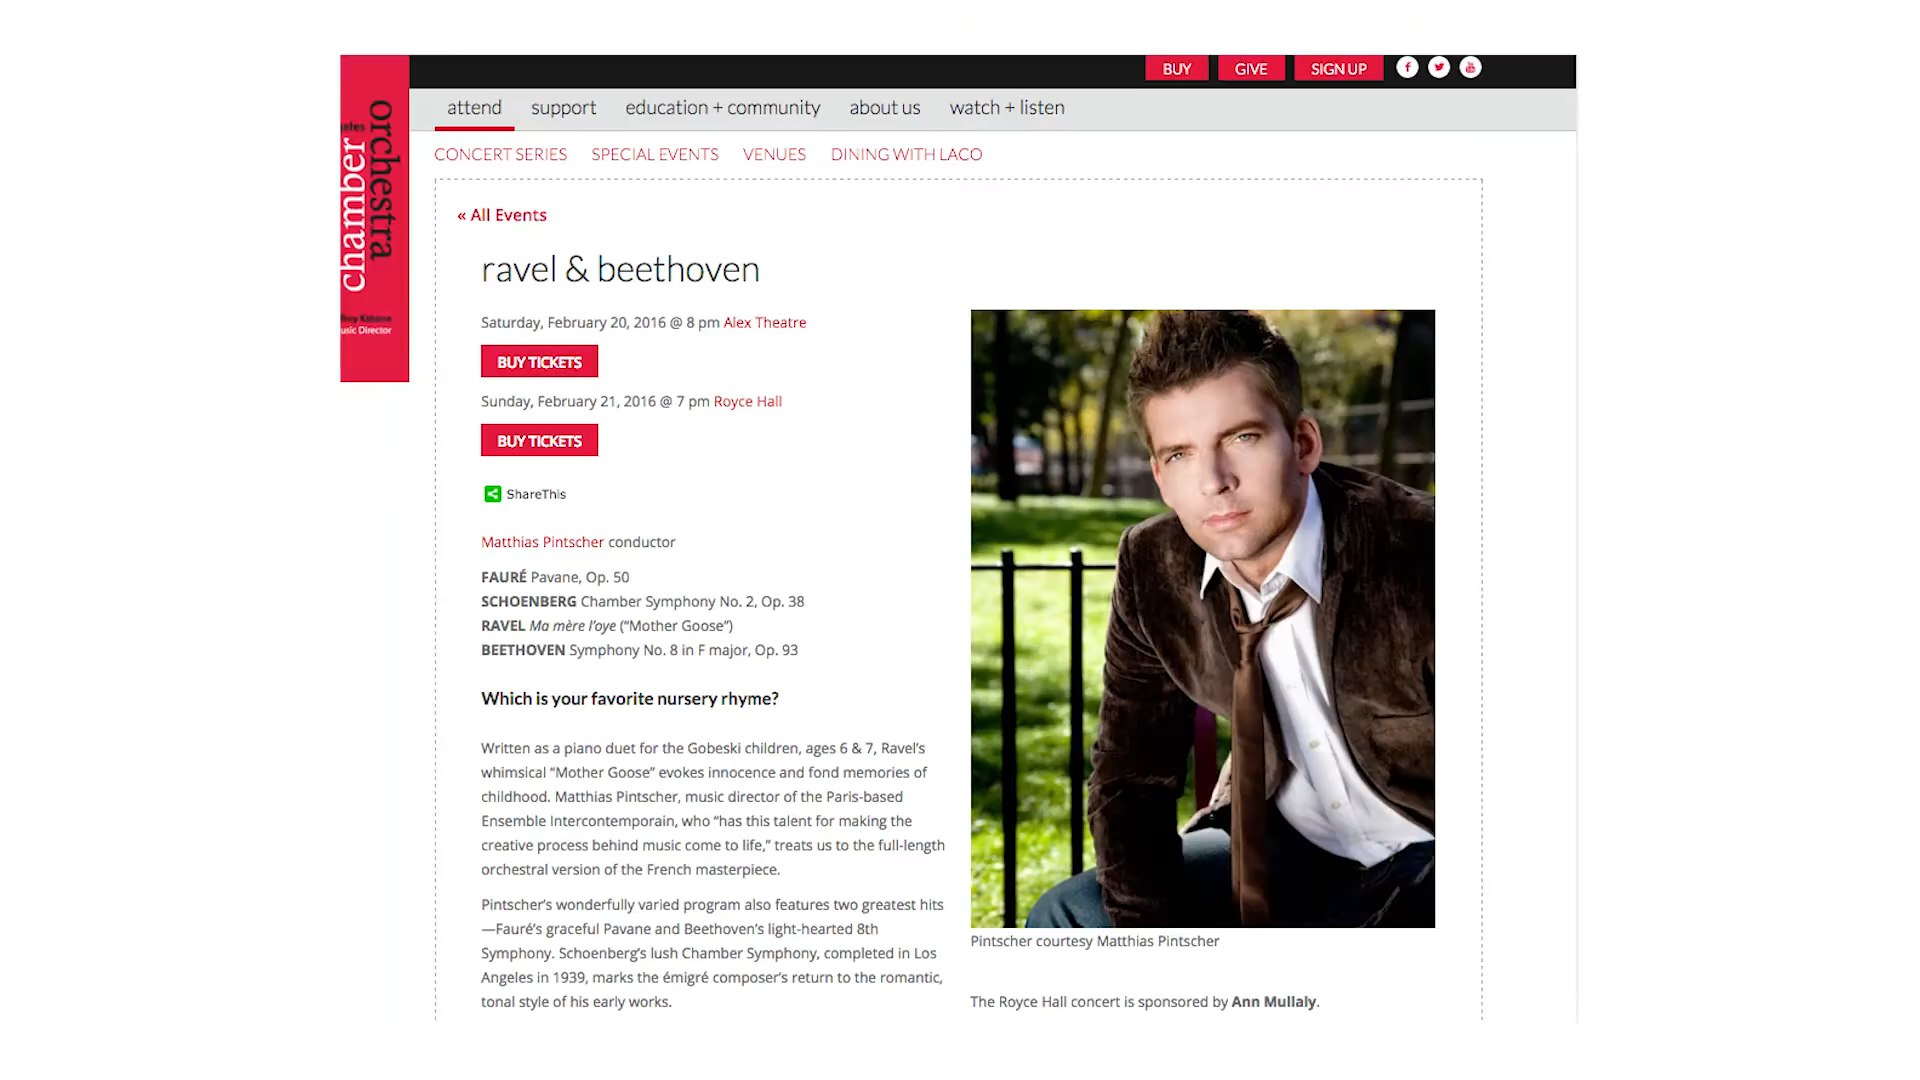 BUY GIVE SIGN UP
orchestra
chamber
Music Director
attend support education + community about us watch + listen
CONCERT SERIES SPECIAL EVENTS VENUES DINING WITH LACO
« All Events
ravel & beethoven
Saturday, February 20, 2016 @ 8 pm Alex Theatre
BUY TICKETS
Sunday, February 21, 2016 @ 7 pm Royce Hall
BUY TICKETS
ShareThis
Matthias Pintscher conductor
FAURÉ Pavane, Op. 50
SCHOENBERG Chamber Symphony No. 2, Op. 38
RAVEL Ma mère l’oye (“Mother Goose”)
BEETHOVEN Symphony No. 8 in F major, Op. 93
Which is your favorite nursery rhyme?
Written as a piano duet for the Gobeski children, ages 6 & 7, Ravel’s
whimsical “Mother Goose” evokes innocence and fond memories of
childhood. Matthias Pintscher, music director of the Paris-based
Ensemble Intercontemporain, who “has this talent for making the
creative process behind music come to life,” treats us to the full-length
orchestral version of the French masterpiece.
Pintscher’s wonderfully varied program also features two greatest hits
—Fauré’s graceful Pavane and Beethoven’s light-hearted 8th
Symphony. Schoenberg’s lush Chamber Symphony, completed in Los
Angeles in 1939, marks the émigré composer’s return to the romantic,
tonal style of his early works.
Pintscher courtesy Matthias Pintscher
The Royce Hall concert is sponsored by Ann Mullaly.